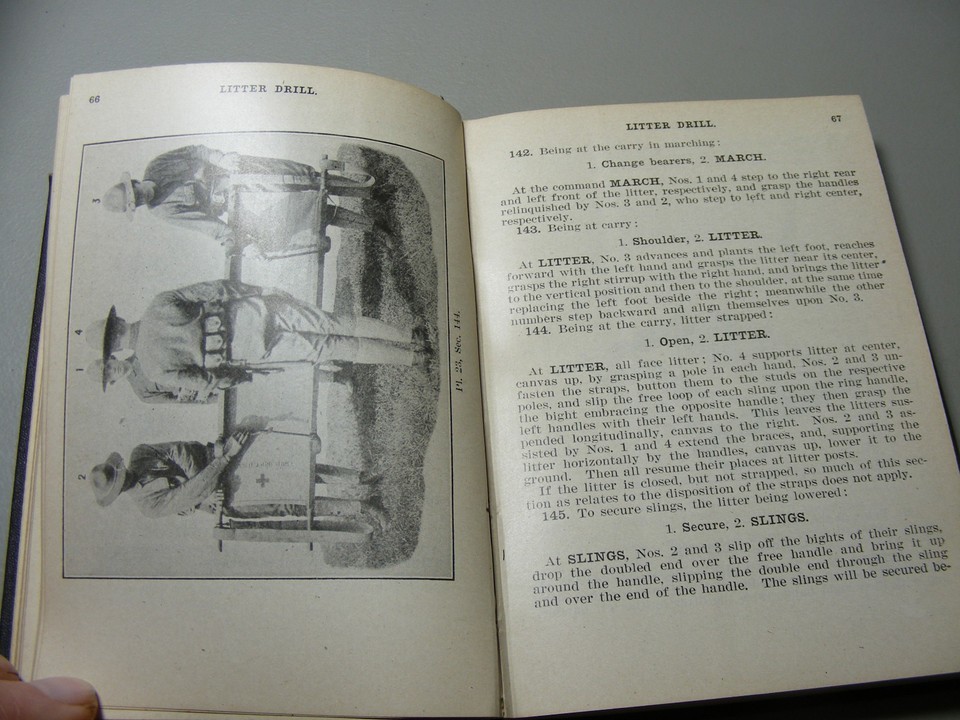 66
LITTER DRILL.
3
4
1
2
Pl. 23, Sec. 144.
LITTER DRILL.
67
142. Being at the carry in marching:
1. Change bearers, 2. MARCH.
At the command MARCH, Nos. 1 and 4 step to the right rear
and left front of the litter, respectively, and grasp the handles
relinquished by Nos. 3 and 2, who step to left and right center,
respectively.
143. Being at carry:
1. Shoulder, 2. LITTER.
At LITTER, No. 3 advances and plants the left foot, reaches
forward with the left hand and grasps the litter near its center,
grasps the right stirrup with the right hand, and brings the litter
to the vertical position and then to the shoulder, at the same time
replacing the left foot beside the right; meanwhile the other
numbers step backward and align themselves upon No. 3.
144. Being at the carry, litter strapped:
1. Open, 2. LITTER.
At LITTER, all face litter; No. 4 supports litter at center,
canvas up, by grasping a pole in each hand, Nos. 2 and 3 un-
fasten the straps, button them to the studs on the respective
poles, and slip the free loop of each sling upon the ring handle,
the bight embracing the opposite handle; they then grasp the
left handles with their left hands. This leaves the litters sus-
pended longitudinally, canvas to the right. Nos. 2 and 3 as-
sisted by Nos. 1 and 4 extend the braces, and, supporting the
litter horizontally by the handles, canvas up, lower it to the
ground. Then all resume their places at litter posts.
If the litter is closed, but not strapped, so much of this sec-
tion as relates to the disposition of the straps does not apply.
145. To secure slings, the litter being lowered:
1. Secure, 2. SLINGS.
At SLINGS, Nos. 2 and 3 slip off the bights of their slings,
drop the doubled end over the free handle and bring it up
around the handle, slipping the double end through the sling
and over the end of the handle. The slings will be secured be-